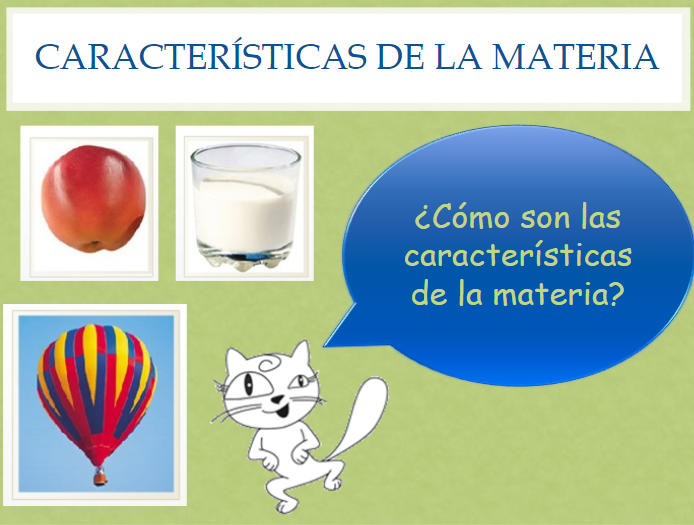 CARACTERÍSTICAS DE LA MATERIA
¿Cómo son las
características
de la materia?